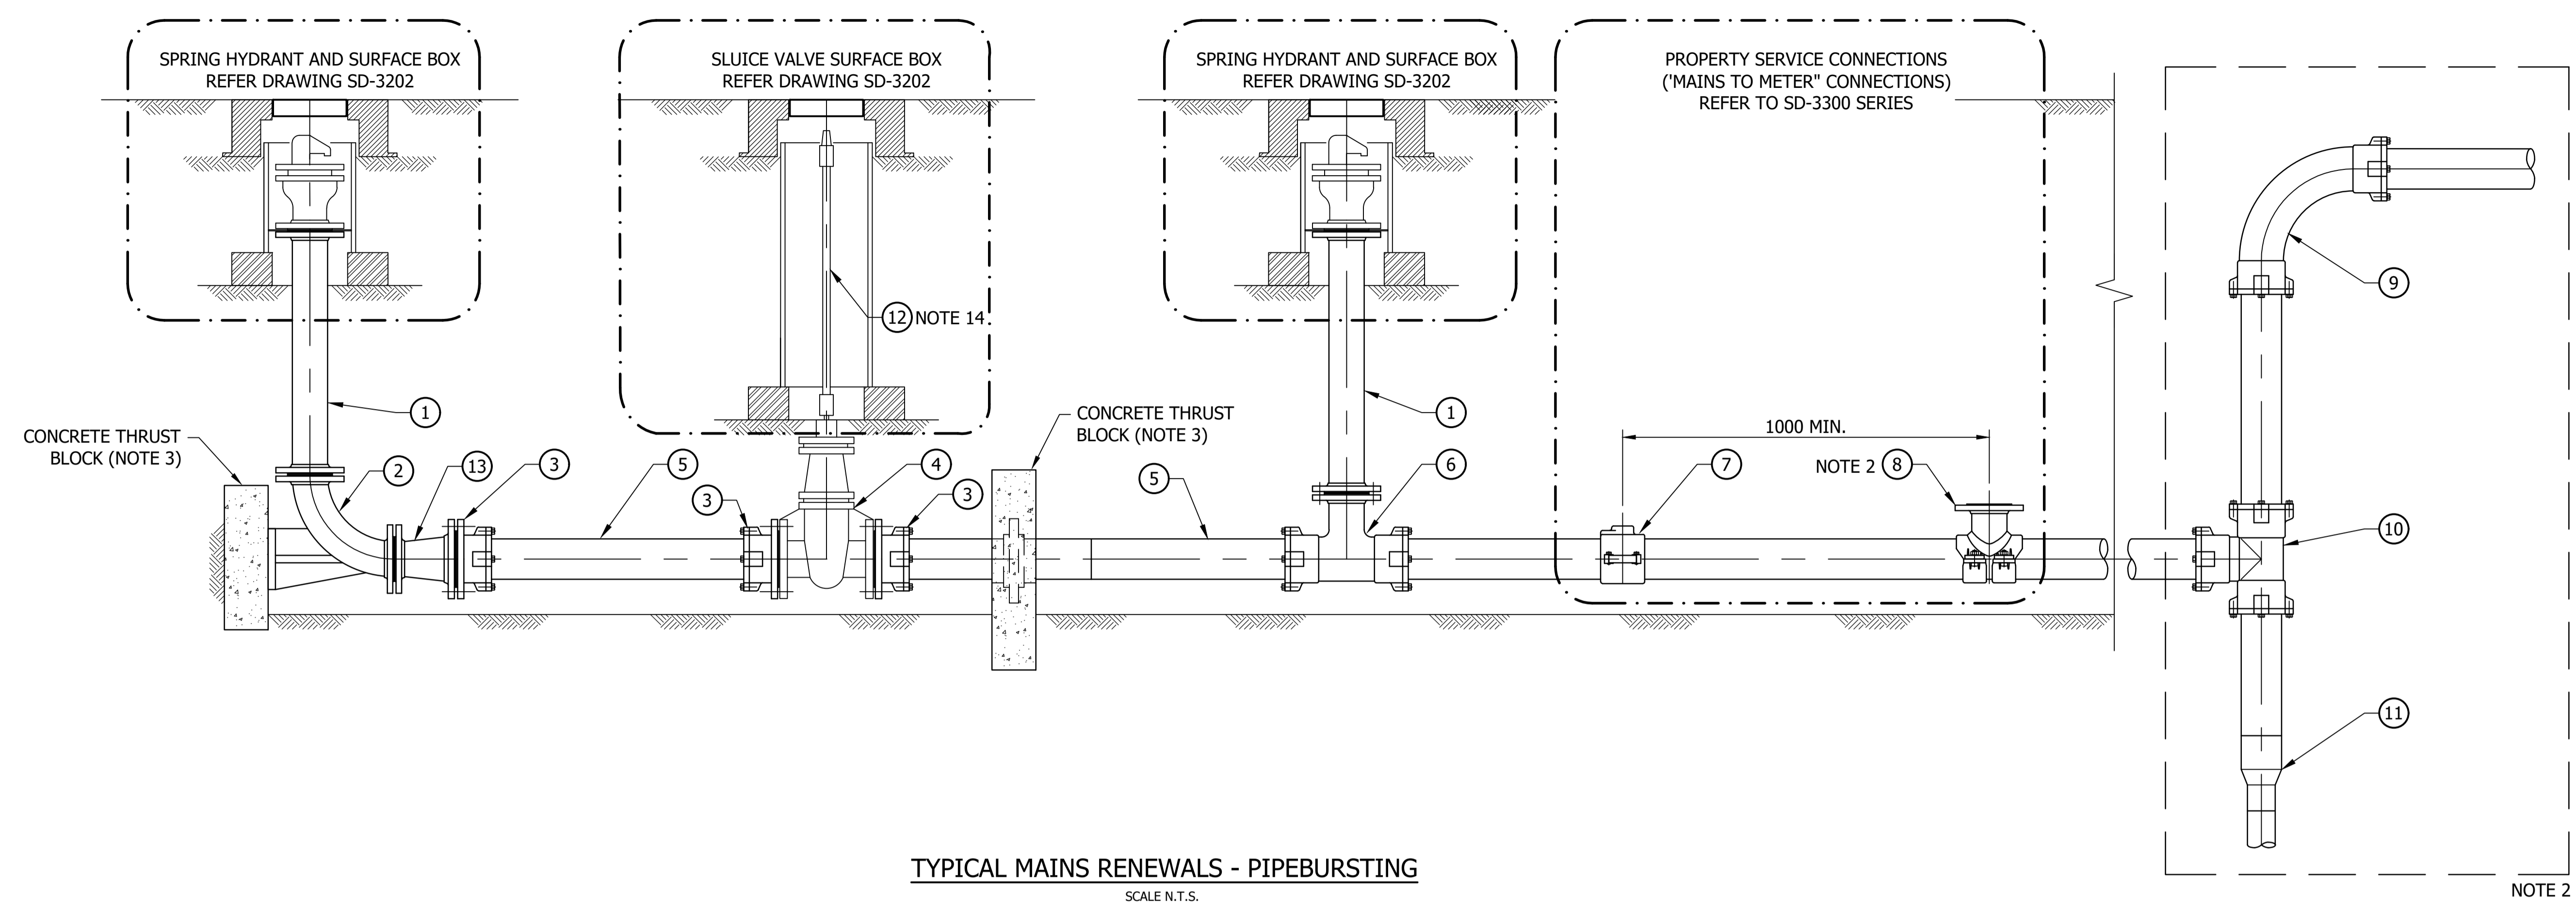 SPRING HYDRANT AND SURFACE BOX
REFER DRAWING SD-3202
SLUICE VALVE SURFACE BOX
REFER DRAWING SD-3202
SPRING HYDRANT AND SURFACE BOX
REFER DRAWING SD-3202
PROPERTY SERVICE CONNECTIONS
('MAINS TO METER" CONNECTIONS)
REFER TO SD-3300 SERIES
9
12 NOTE 14
1
CONCRETE THRUST
BLOCK (NOTE 3)
1
1000 MIN.
CONCRETE THRUST
BLOCK (NOTE 3)
2
13
3
5
3
4
3
5
6
7
NOTE 2 8
10
11
TYPICAL MAINS RENEWALS - PIPEBURSTING
SCALE N.T.S.
NOTE 2